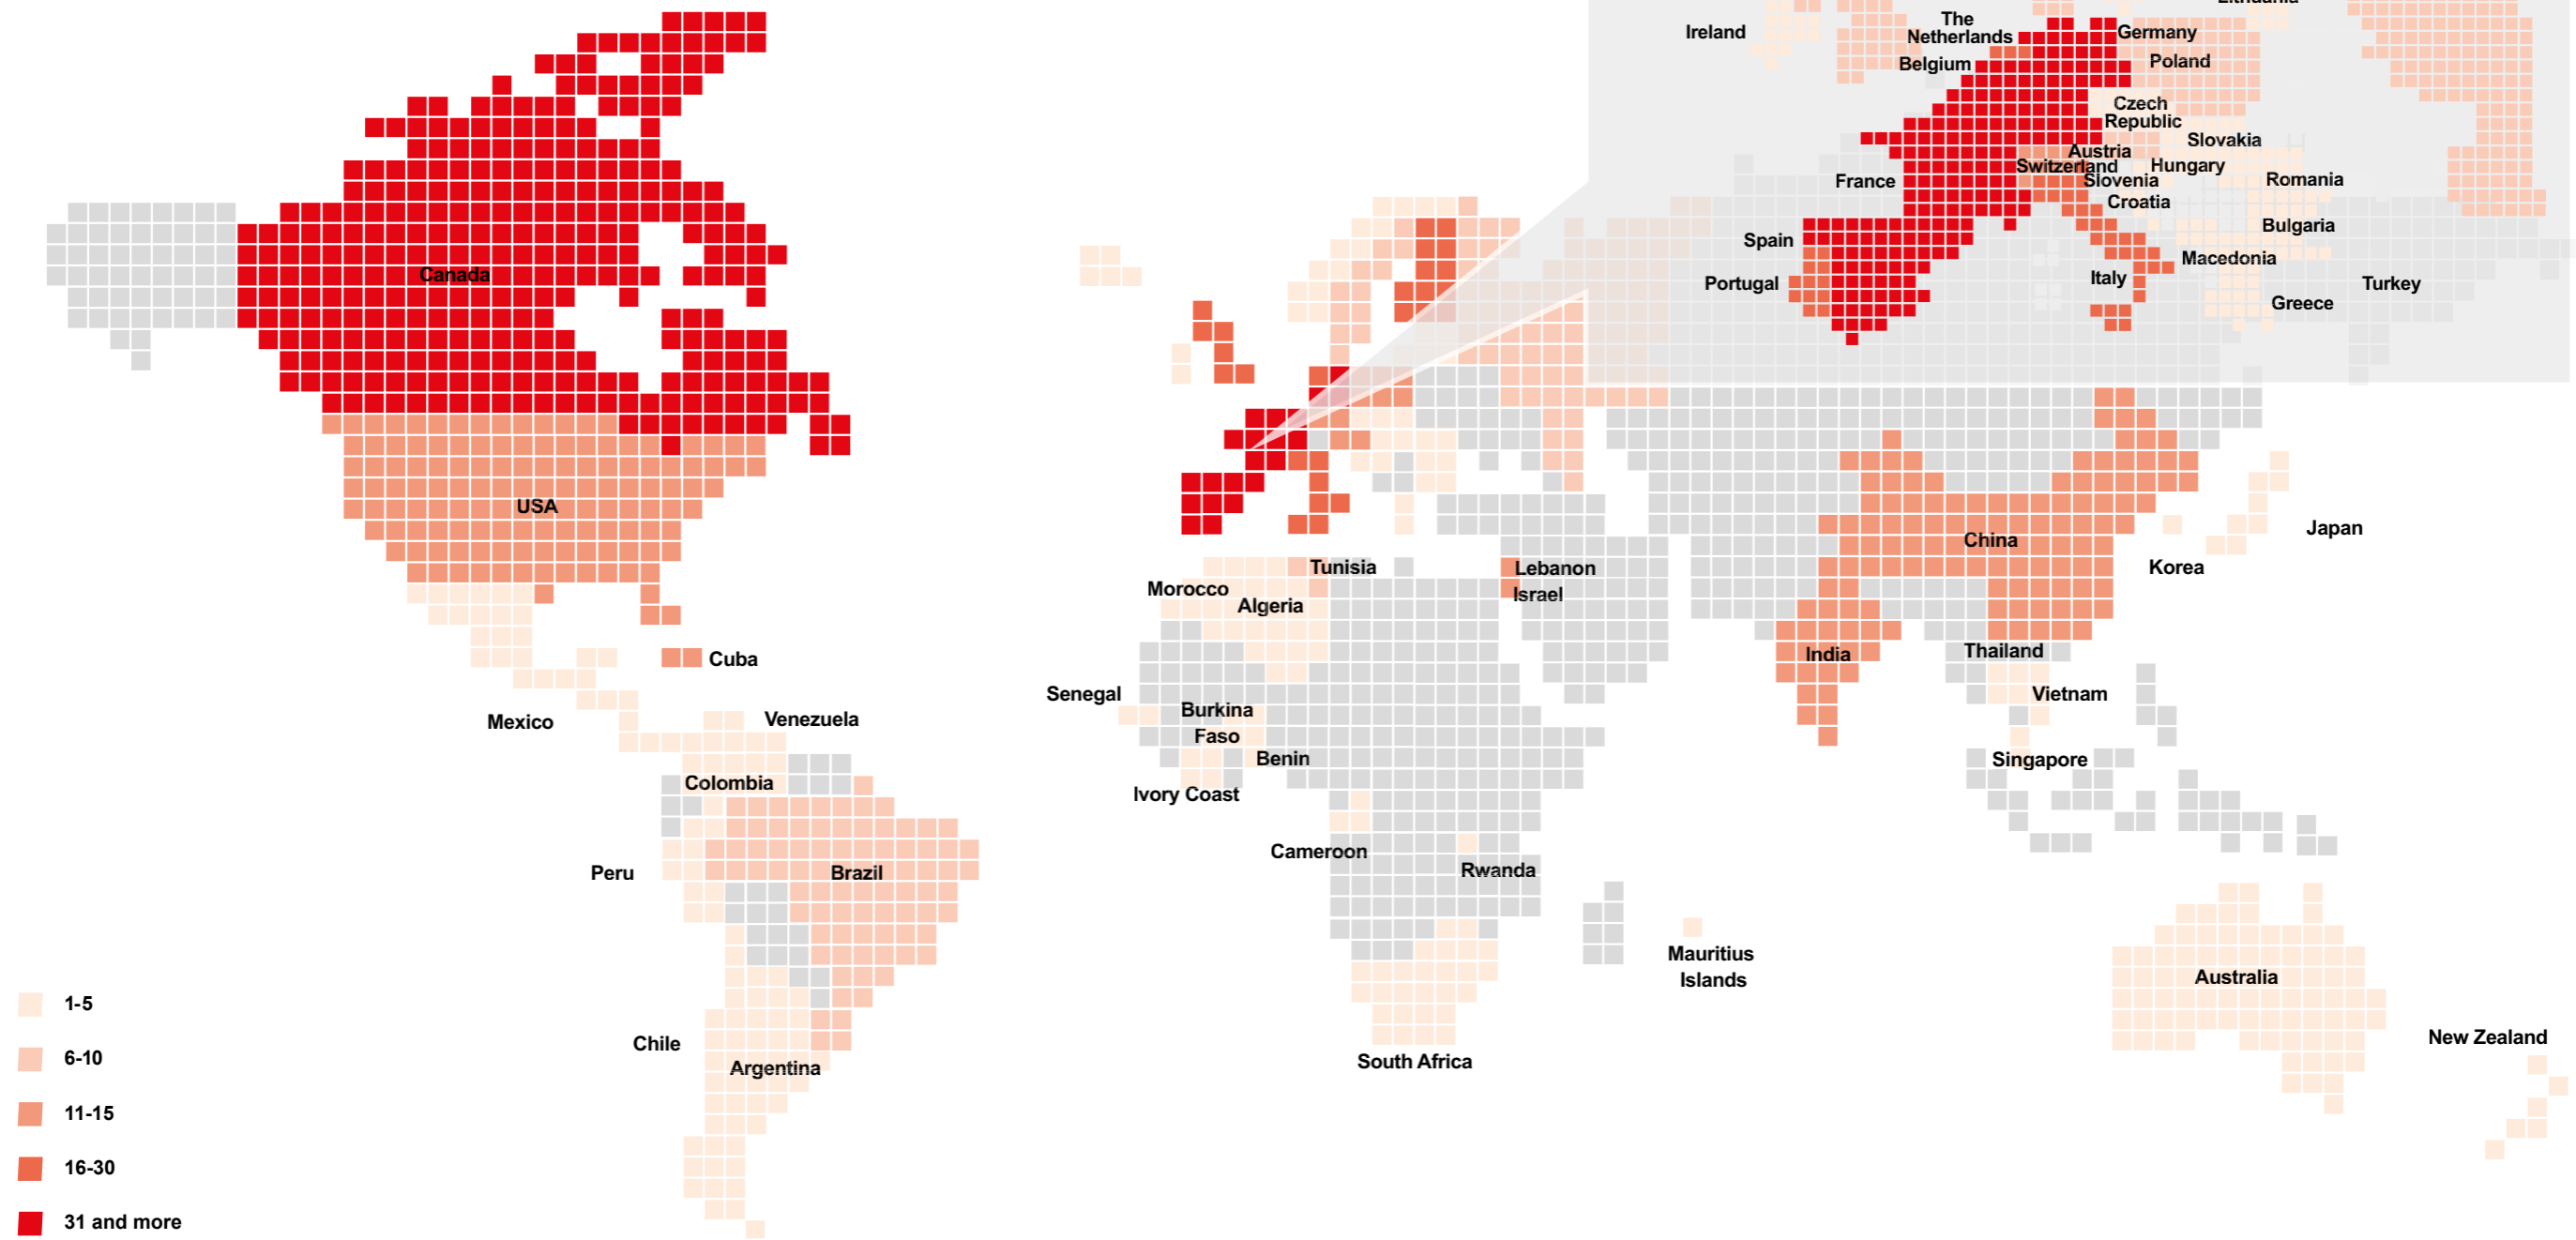 Lithuania
Ireland
The
Netherlands
Germany
Belgium
Poland
Czech
Republic
Slovakia
Austria
Switzerland
Hungary
France
Slovenia
Romania
Croatia
Bulgaria
Spain
Macedonia
Italy
Portugal
Turkey
Greece
Canada
USA
Japan
China
Tunisia
Lebanon
Korea
Morocco
Israel
Algeria
Cuba
India
Thailand
Senegal
Vietnam
Burkina
Faso
Mexico
Venezuela
Benin
Singapore
Colombia
Ivory Coast
Cameroon
Peru
Brazil
Rwanda
Mauritius
Islands
Australia
1-5
New Zealand
Chile
6-10
South Africa
Argentina
11-15
16-30
31 and more